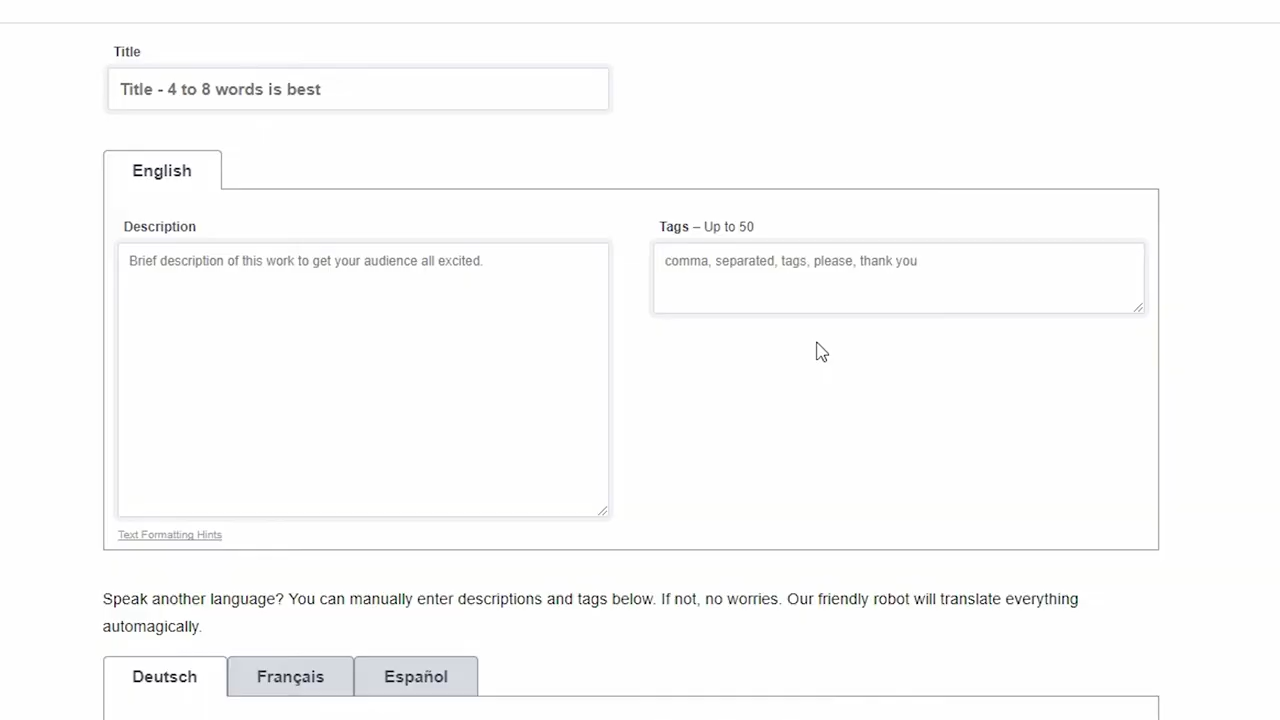 Title
Title - 4 to 8 words is best
English
Description
Tags – Up to 50
Brief description of this work to get your audience all excited.
comma, separated, tags, please, thank you
Text Formatting Hints
Speak another language? You can manually enter descriptions and tags below. If not, no worries. Our friendly robot will translate everything
automagically.
Deutsch
Français
Español